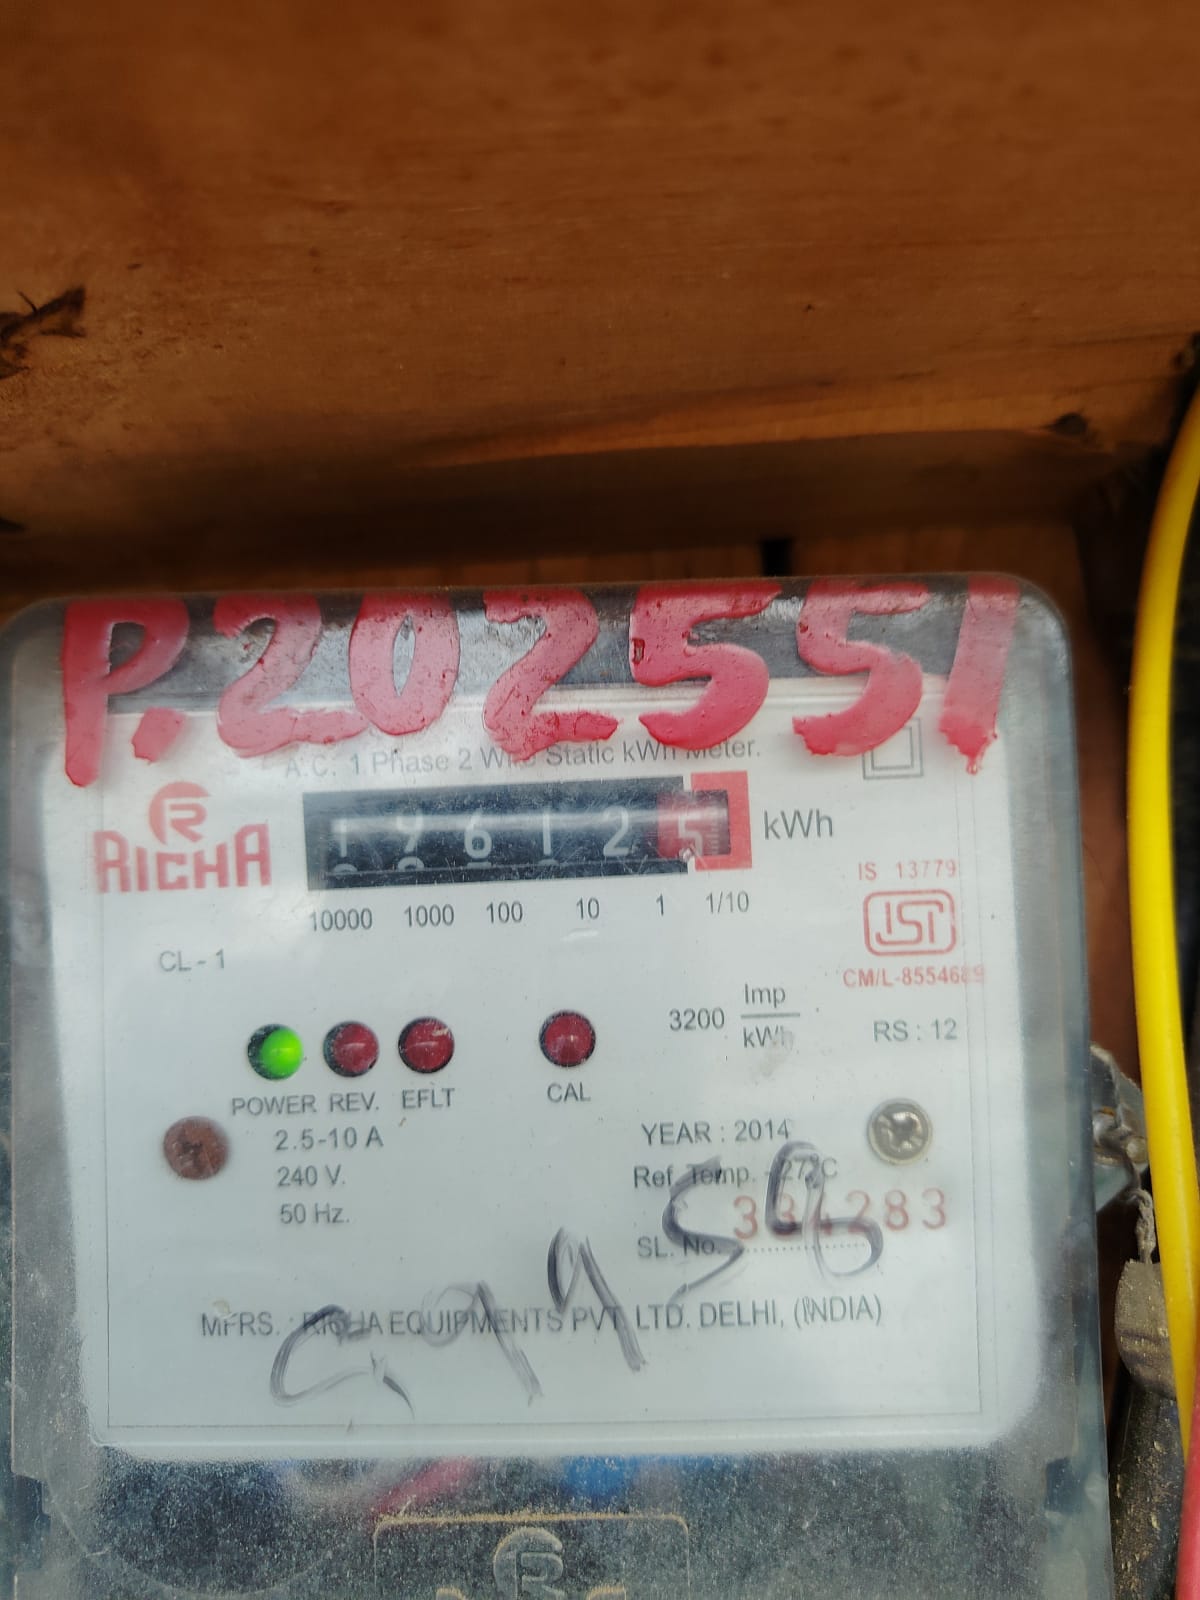 P.202551
A.C. 1 Phase 2 Wire Static kWh Meter.
R
RICHA
1 9 6 1 2 5 kWh
10000 1000 100 10 1 1/10
IS 13779
ISI
CM/L-8554689
CL - 1
3200 Imp/kWh
RS : 12
POWER REV. EFLT CAL
2.5-10 A
240 V.
50 Hz.
YEAR : 2014
Ref. Temp. - 27°C
SL. No. 334283
MFRS. : RICHA EQUIPMENTS PVT. LTD. DELHI, (INDIA)
R